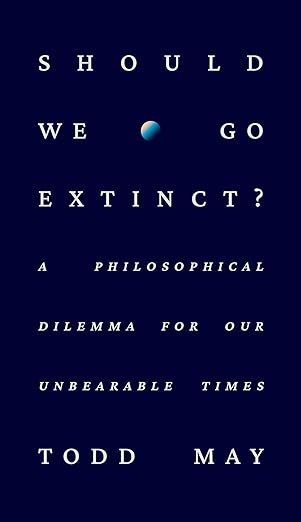 SHOULD
WE GO
EXTINCT?
A PHILOSOPHICAL
DILEMMA FOR OUR
UNBEARABLE TIMES
TODD MAY